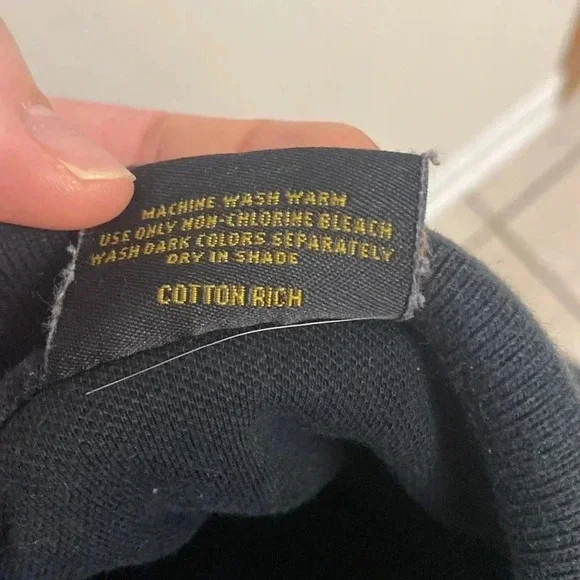 MACHINE WASH WARM
USE ONLY NON-CHLORINE BLEACH
WASH DARK COLORS SEPARATELY
DRY IN SHADE
COTTON RICH